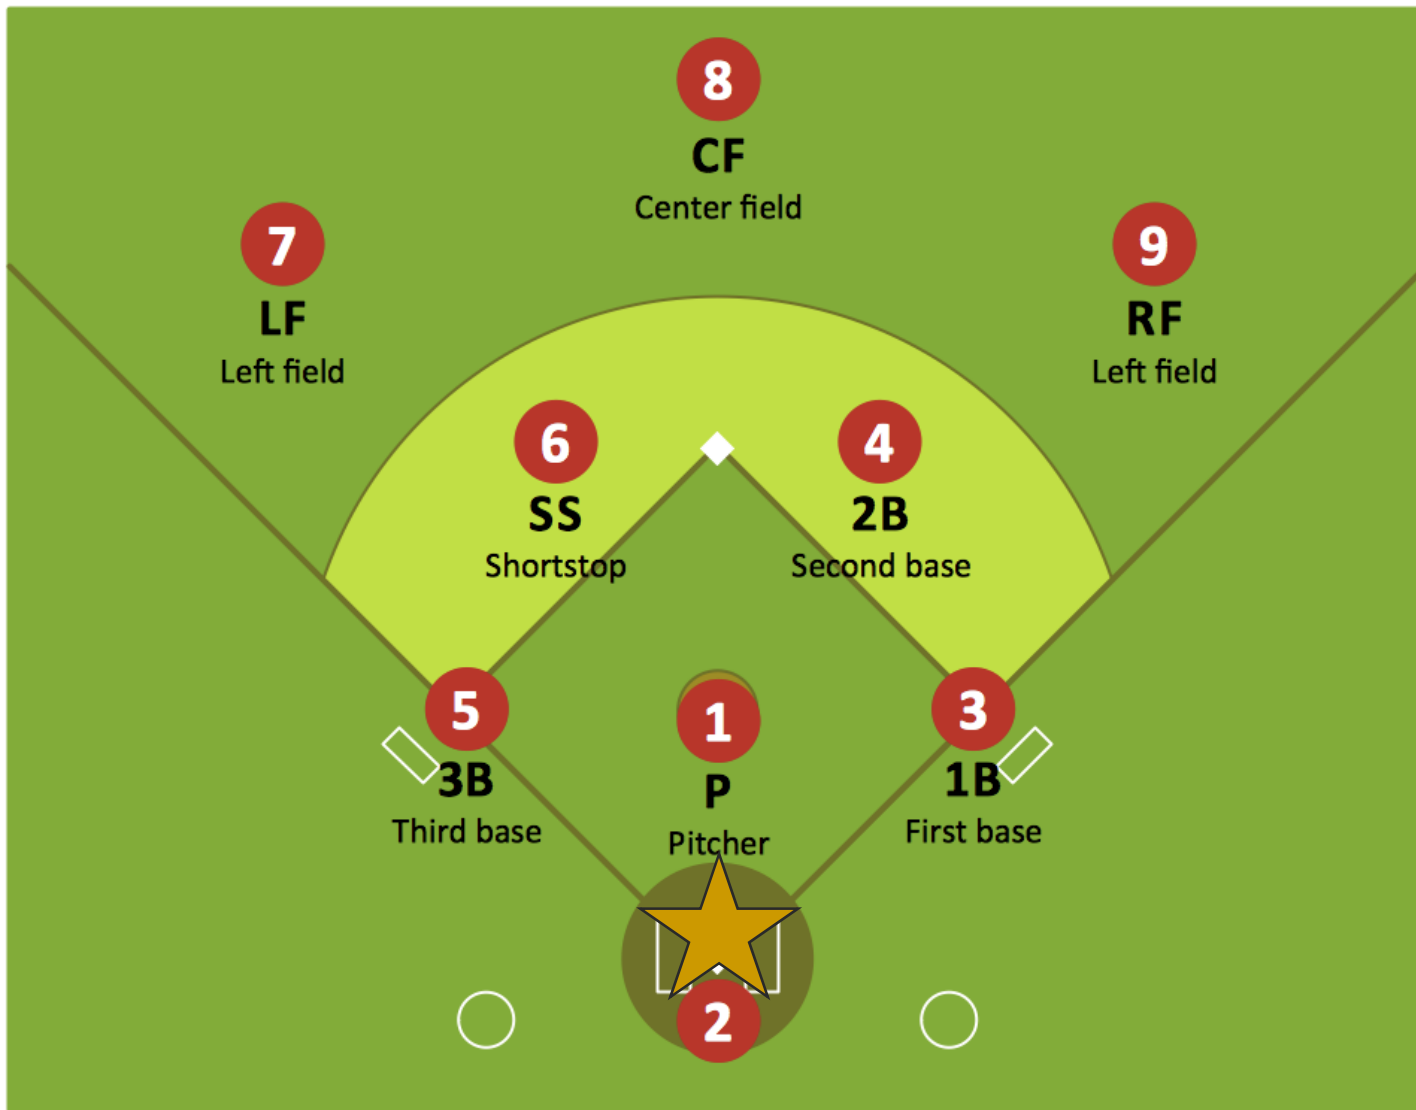 8
CF
Center field
7
LF
Left field
9
RF
Left field
6
SS
Shortstop
4
2B
Second base
5
3B
Third base
1
P
Pitcher
3
1B
First base
2